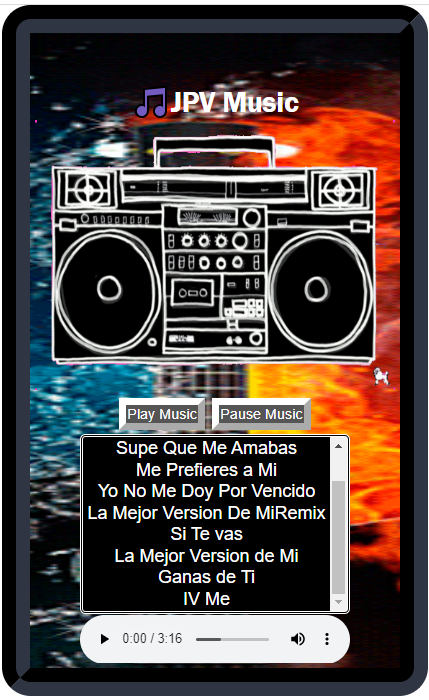 🎵JPV Music
JVC
Play Music Pause Music
Supe Que Me Amabas
Me Prefieres a Mi
Yo No Me Doy Por Vencido
La Mejor Version De MiRemix
Si Te vas
La Mejor Version de Mi
Ganas de Ti
IV Me
0:00 / 3:16